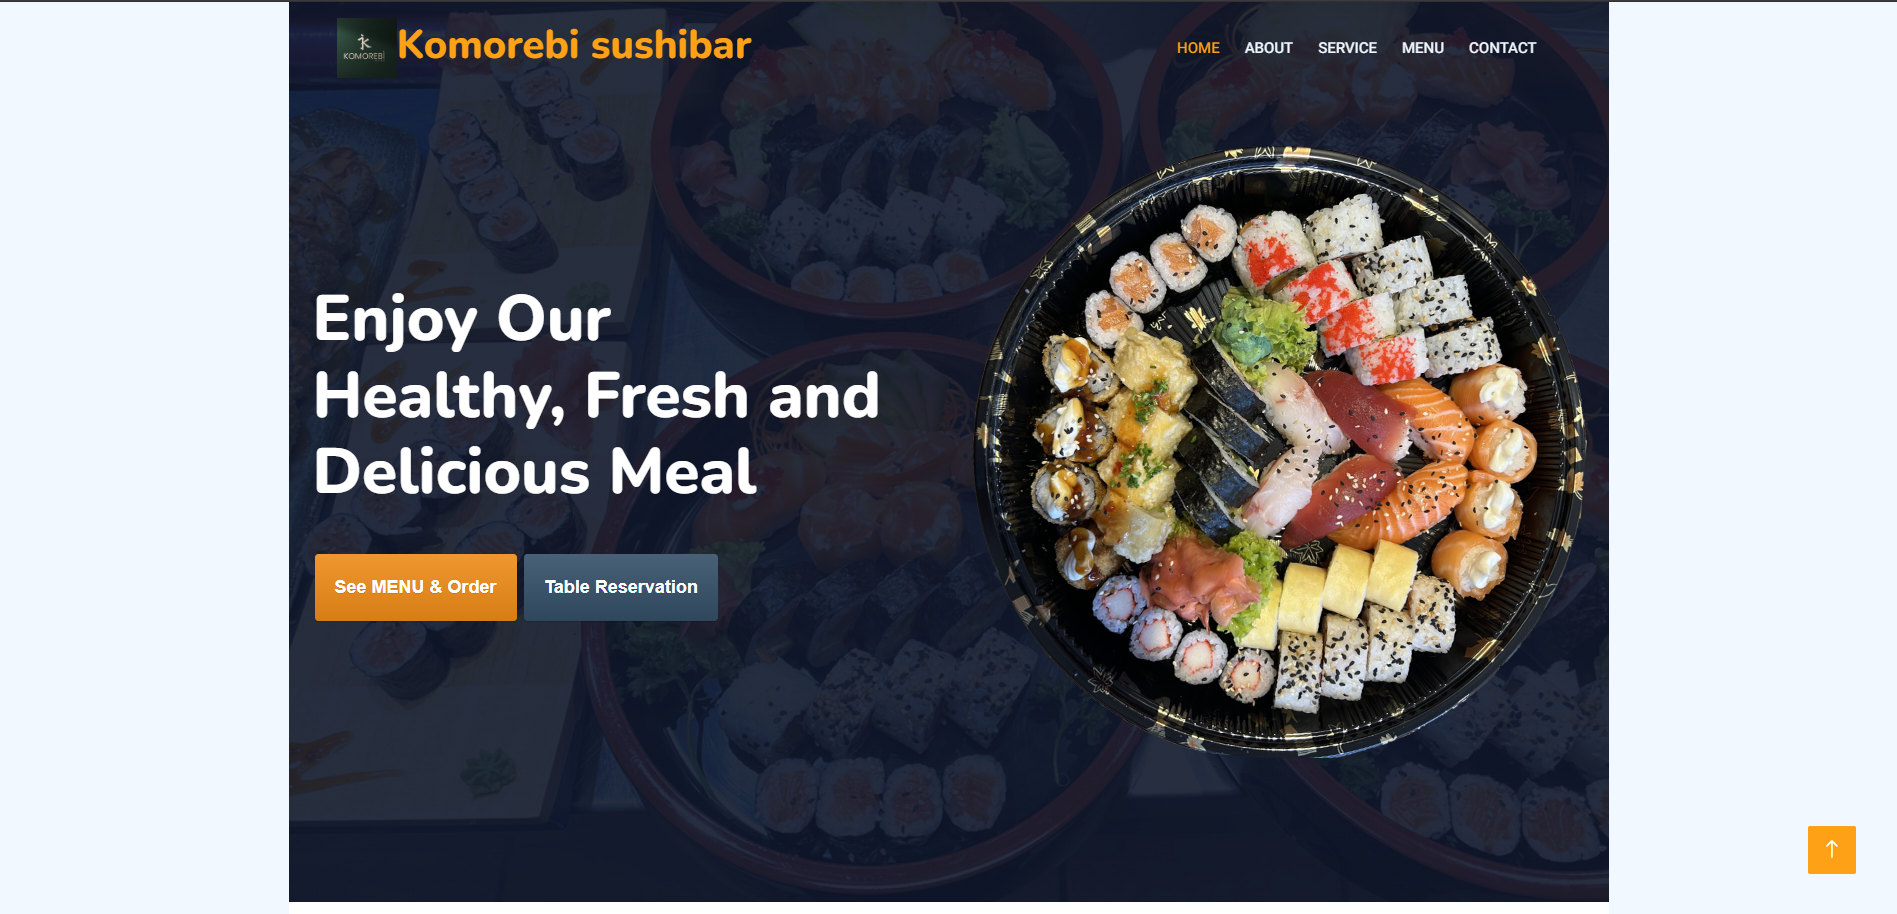 KOMOREBI
Komorebi sushibar
HOME
ABOUT
SERVICE
MENU
CONTACT
Enjoy Our
Healthy, Fresh and
Delicious Meal
See MENU & Order
Table Reservation